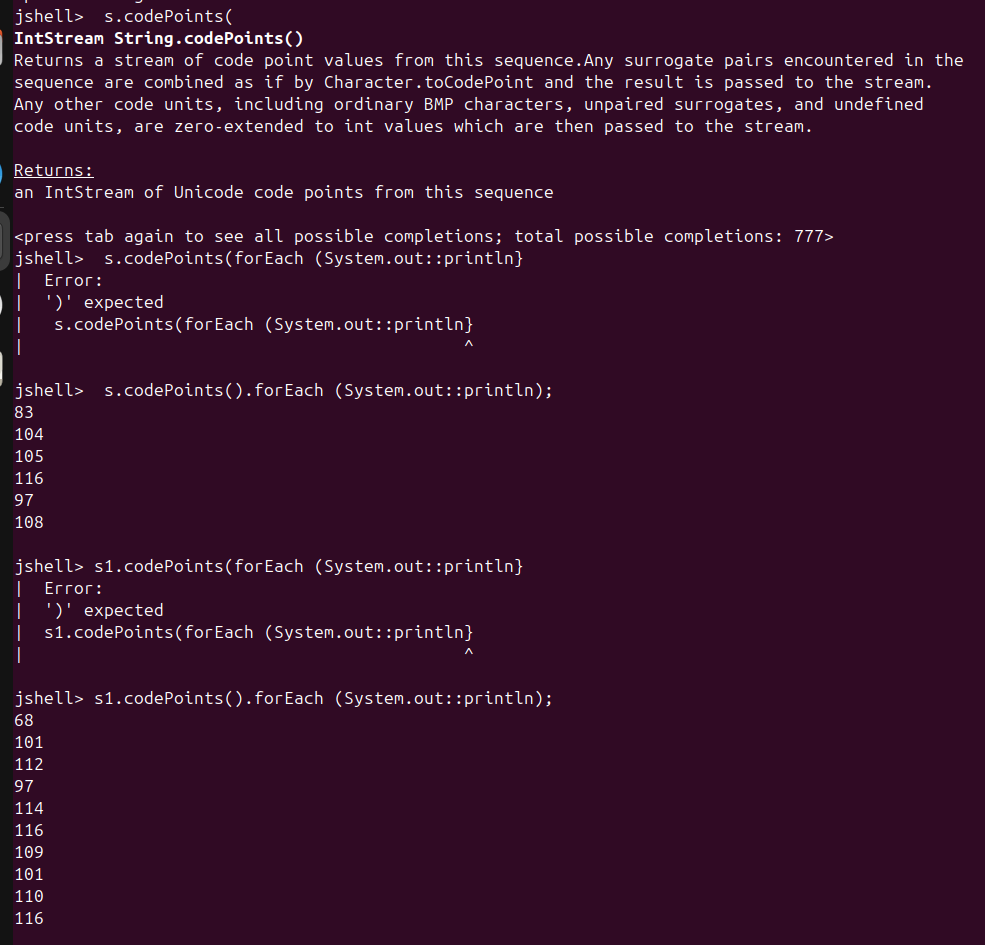 jshell>  s.codePoints(
IntStream String.codePoints()
Returns a stream of code point values from this sequence.Any surrogate pairs encountered in the
sequence are combined as if by Character.toCodePoint and the result is passed to the stream.
Any other code units, including ordinary BMP characters, unpaired surrogates, and undefined
code units, are zero-extended to int values which are then passed to the stream.

Returns:
an IntStream of Unicode code points from this sequence

<press tab again to see all possible completions; total possible completions: 777>
jshell>  s.codePoints(forEach (System.out::println}
|  Error:
|  ')' expected
|   s.codePoints(forEach (System.out::println}
|                                             ^

jshell>  s.codePoints().forEach (System.out::println);
83
104
105
116
97
108

jshell> s1.codePoints(forEach (System.out::println}
|  Error:
|  ')' expected
|  s1.codePoints(forEach (System.out::println}
|                                             ^

jshell> s1.codePoints().forEach (System.out::println);
68
101
112
97
114
116
109
101
110
116